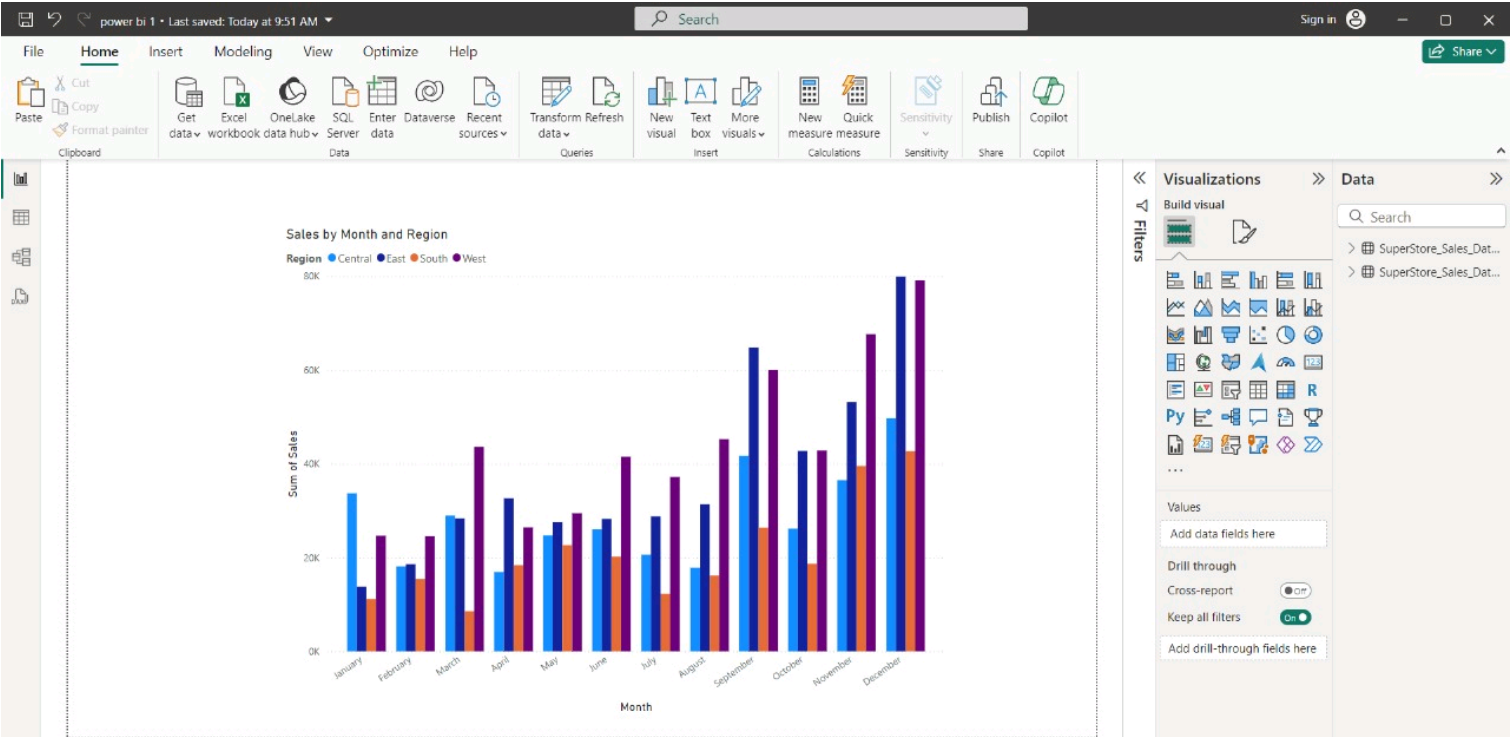 power bi 1 • Last saved: Today at 9:51 AM
Search
Sign in
File Home Insert Modeling View Optimize Help
Share
Paste
Cut
Copy
Format painter
Clipboard
Get data
Excel workbook
OneLake data hub
SQL Server
Enter data
Dataverse
Recent sources
Data
Transform data
Refresh
Queries
New visual
A
Text box
More visuals
Insert
New measure
Quick measure
Calculations
Sensitivity
Sensitivity
Publish
Share
Copilot
Copilot
Sales by Month and Region
Region Central East South West
80K
60K
40K
20K
0K
Sum of Sales
January February March April May June July August September October November December
Month
Filters
Visualizations
Build visual
123
R
Py
123
...
Values
Add data fields here
Drill through
Cross-report
Off
Keep all filters
On
Add drill-through fields here
Data
Search
SuperStore_Sales_Dat...
SuperStore_Sales_Dat...